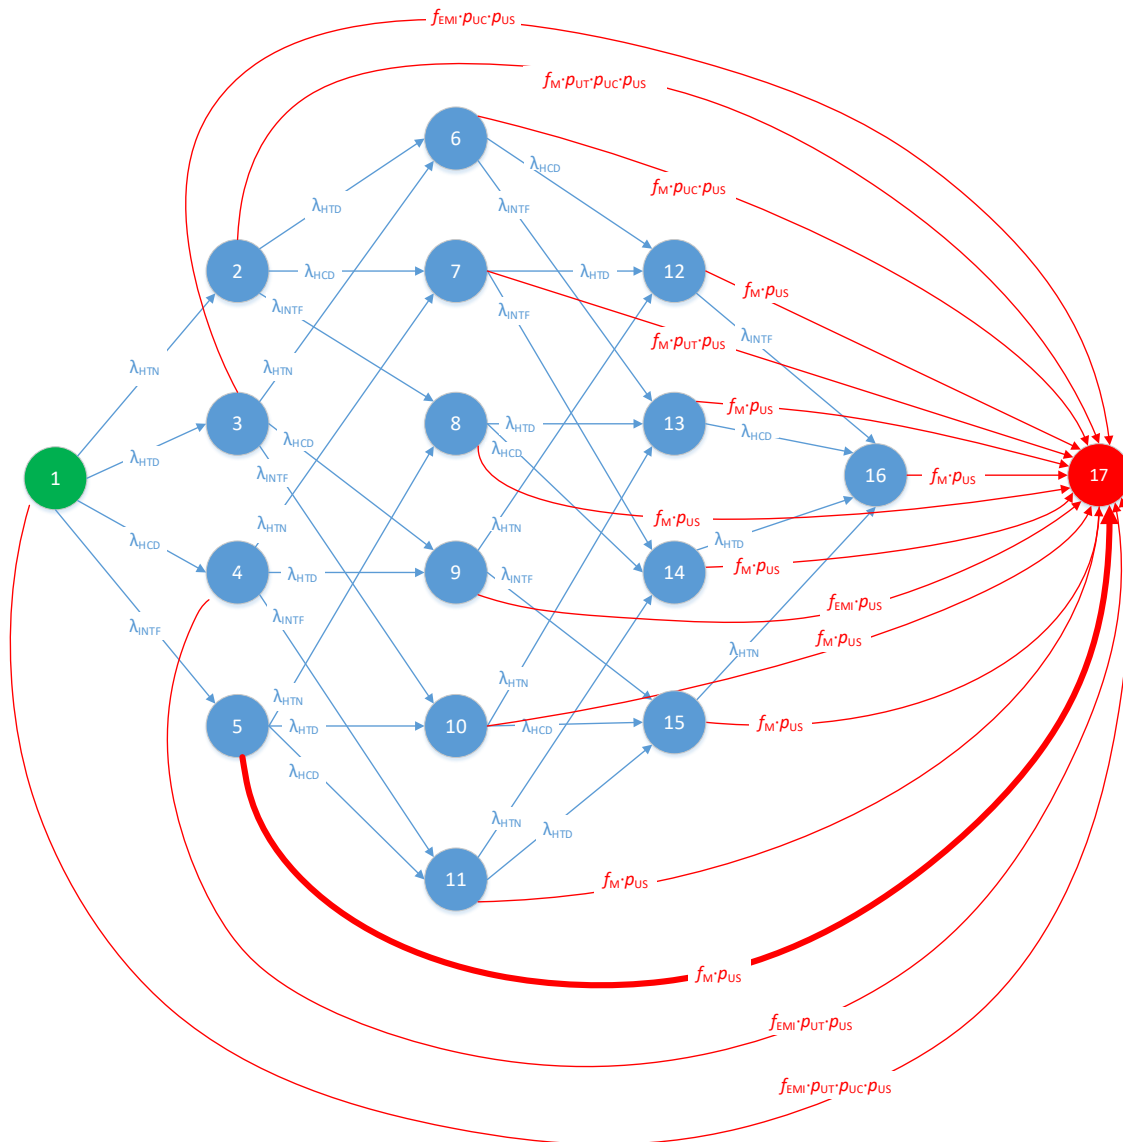 f_EMI·p_UC·p_US
f_M·p_UT·p_UC·p_US
6
λ_HCD
f_M·p_UC·p_US
λ_HTD
λ_INTF
2
λ_HCD
7
λ_HTD
12
f_M·p_US
λ_INTF
λ_INTF
λ_INTF
f_M·p_UT·p_US
λ_HTN
λ_HTN
f_M·p_US
3
λ_HCD
8
λ_HTD
13
λ_HCD
λ_HCD
λ_HTD
λ_INTF
1
16
f_M·p_US
17
λ_HTN
f_M·p_US
λ_HTN
λ_HCD
λ_HTD
4
λ_HTD
9
λ_INTF
14
f_M·p_US
f_EMI·p_US
λ_INTF
f_M·p_US
λ_HTN
λ_HTN
λ_HTN
5
λ_HTD
10
λ_HCD
15
f_M·p_US
λ_HCD
λ_HTN
λ_HTD
11
f_M·p_US
f_M·p_US
f_EMI·p_UT·p_US
f_EMI·p_UT·p_UC·p_US